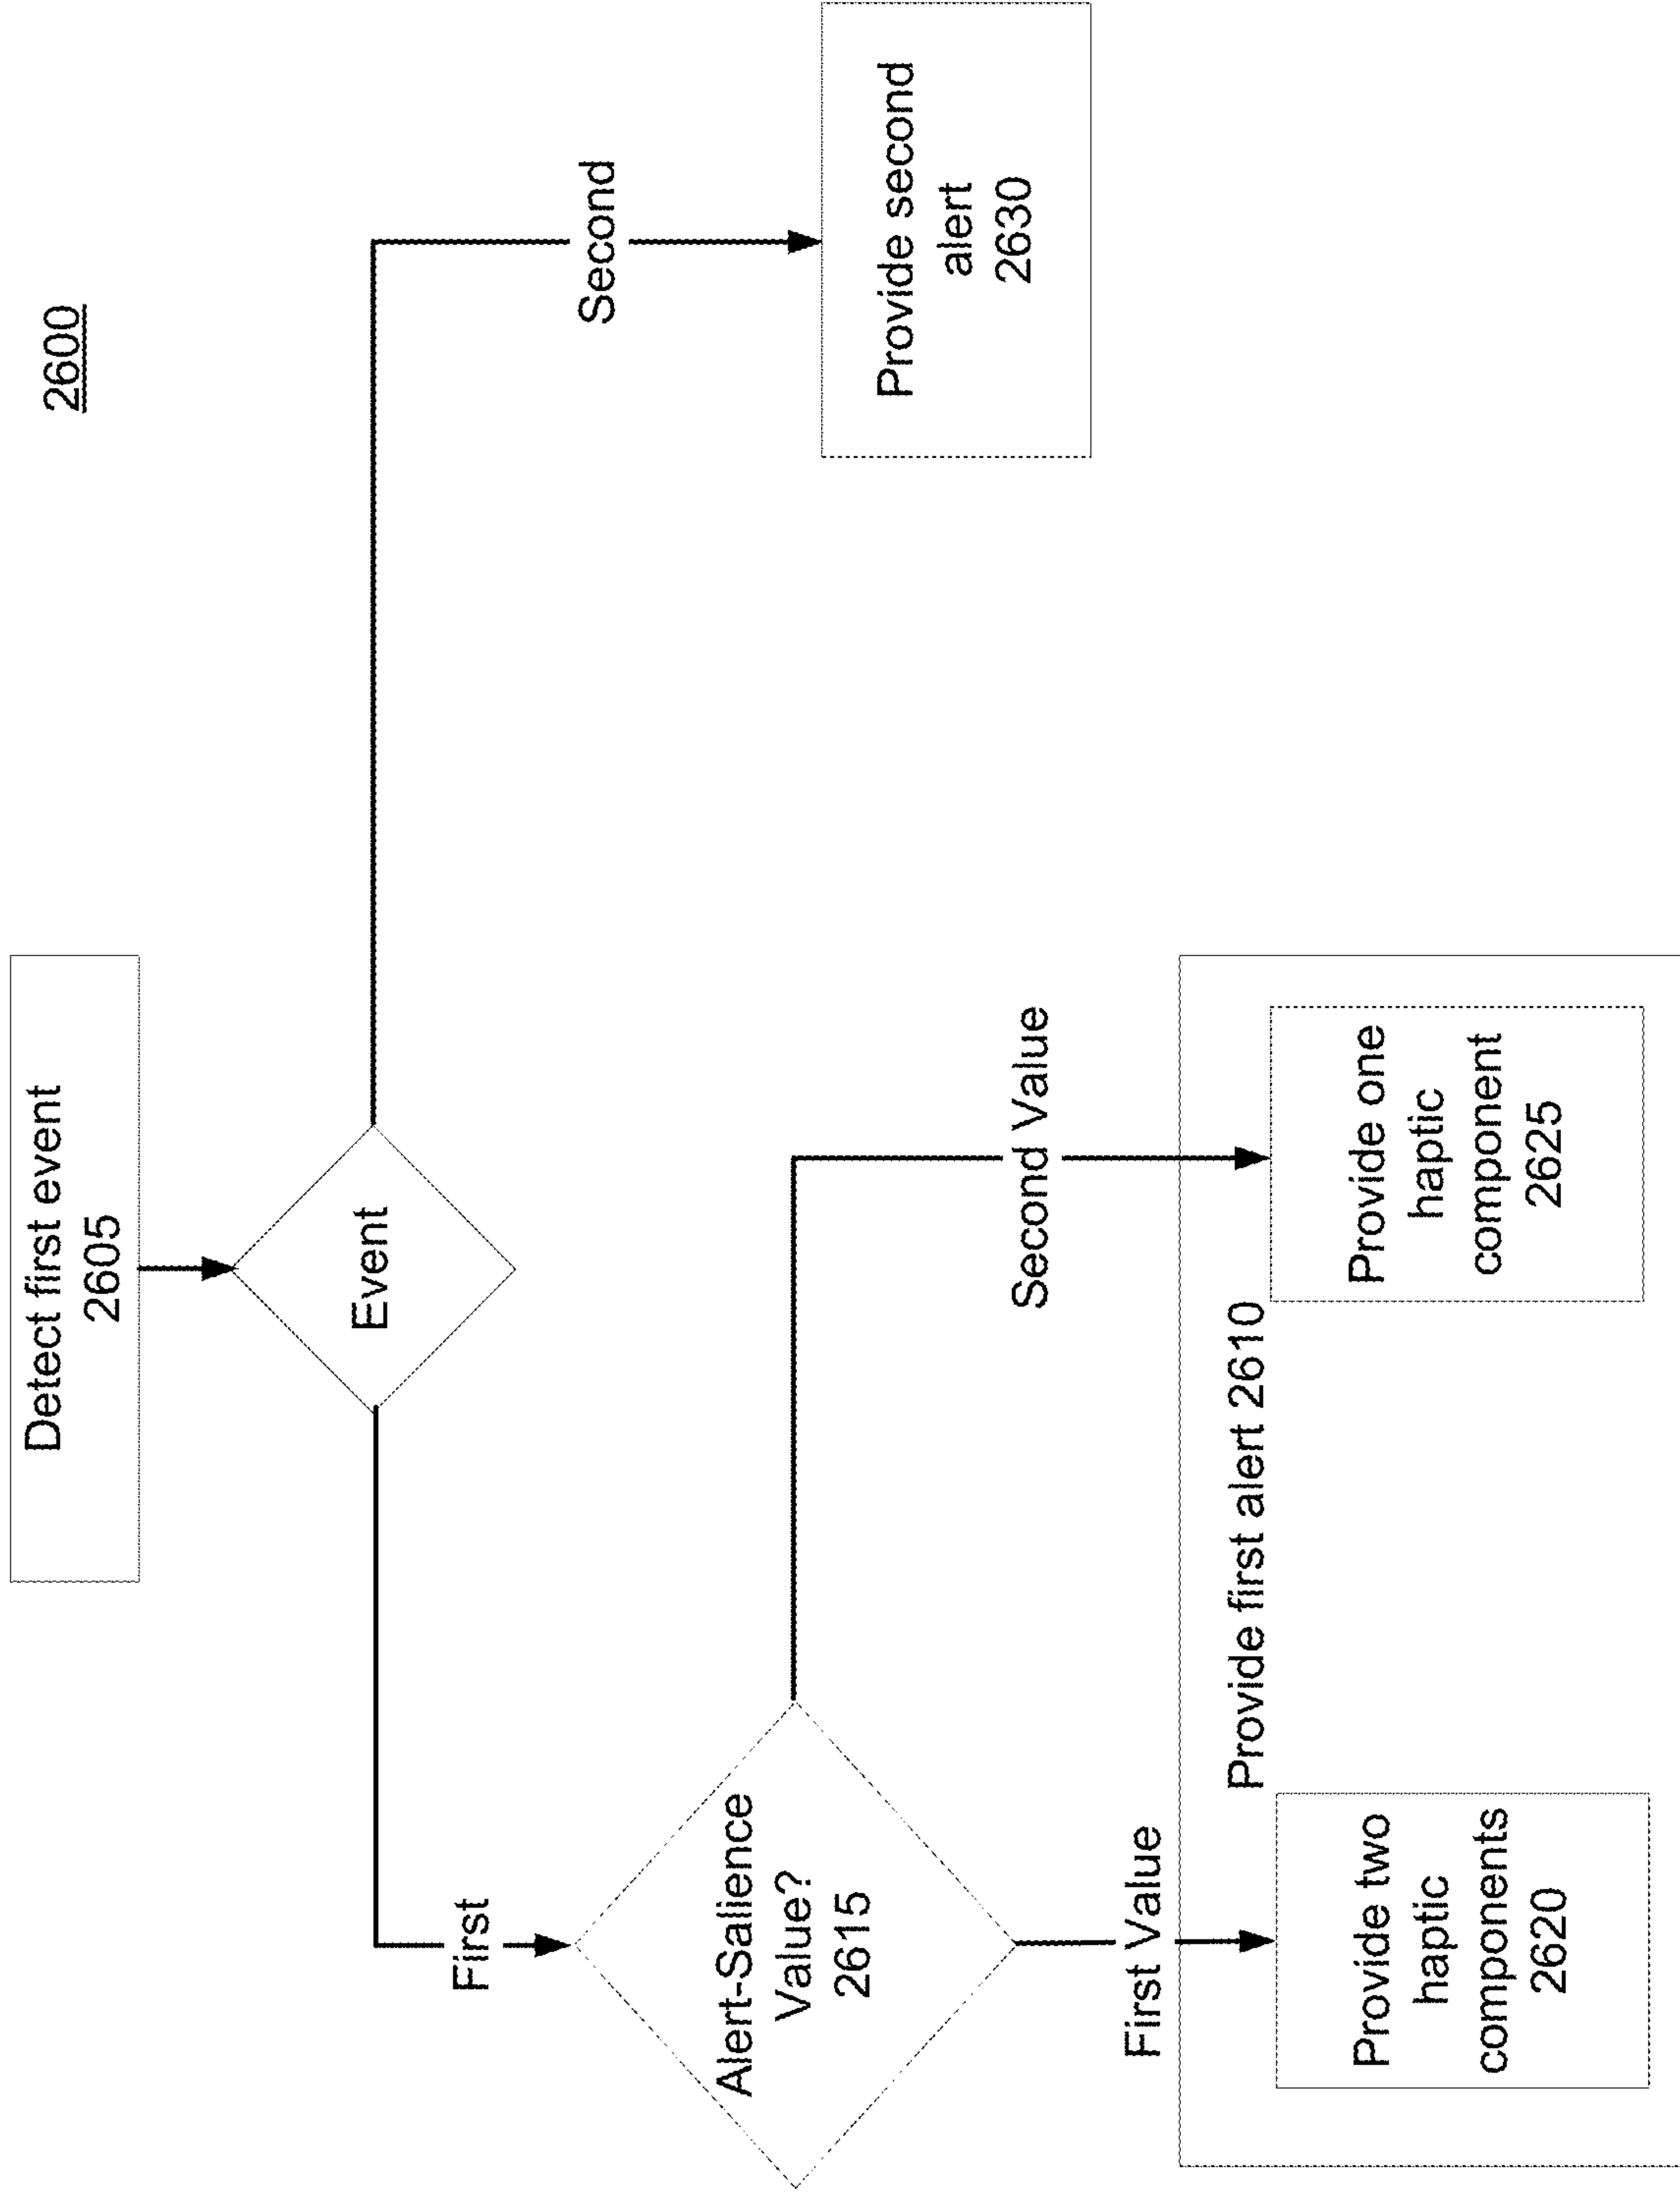 2600
Detect first event
2605
Event
First
Second
Alert-Salience
Value?
2615
Provide second
alert
2630
First Value
Second Value
Provide first alert 2610
Provide two
haptic
components
2620
Provide one
haptic
component
2625